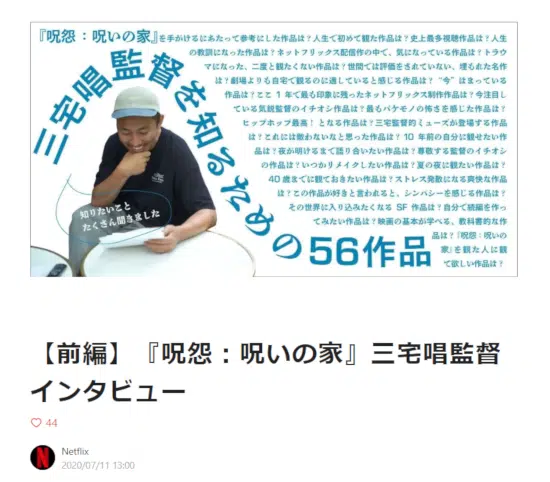 『呪怨:呪いの家』を手がけるにあたって参考にした作品は?人生で初めて観た作品は?史上最多視聴作品は?人生
の教訓になった作品は?ネットフリックス配信作の中で、気になっている作品は?トラウ
マになった、二度と観たくない作品は?世間では評価をされていない、埋もれた名作
は?劇場よりも自宅で観るのに適していると感じる作品は? “今” はまっている
作品は?ここ 1 年で最も印象に残ったネットフリックス制作作品は?今注目し
ている気鋭監督のイチオシ作品は?最もバケモノの怖さを感じた作品は?
ヒップホップ最高! となる作品は?三宅監督的ミューズが登場する作品
は?これには敵わないなと思った作品は? 10 年前の自分に観せたい作
品は?夜が明けるまで語り合いたい作品は?尊敬する監督のイチオシ
の作品は?いつかリメイクしたい作品は?夏の夜に観たい作品は?
40 歳までに観ておきたい作品は?ストレス発散になる爽快な作品
は?この作品が好きと言われると、シンパシーを感じる作品は?
その世界に入り込みたくなる SF 作品は?自分で続編を作っ
てみたい作品は?映画の基本が学べる、教科書的な作
品は?『呪怨:呪いの
家』を観た人に観
て欲しい作品は?
三宅唱監督を知るための56作品
知りたいこと
たくさん聞きました
【前編】『呪怨:呪いの家』三宅唱監督
インタビュー
44
N
Netflix
2020/07/11 13:00